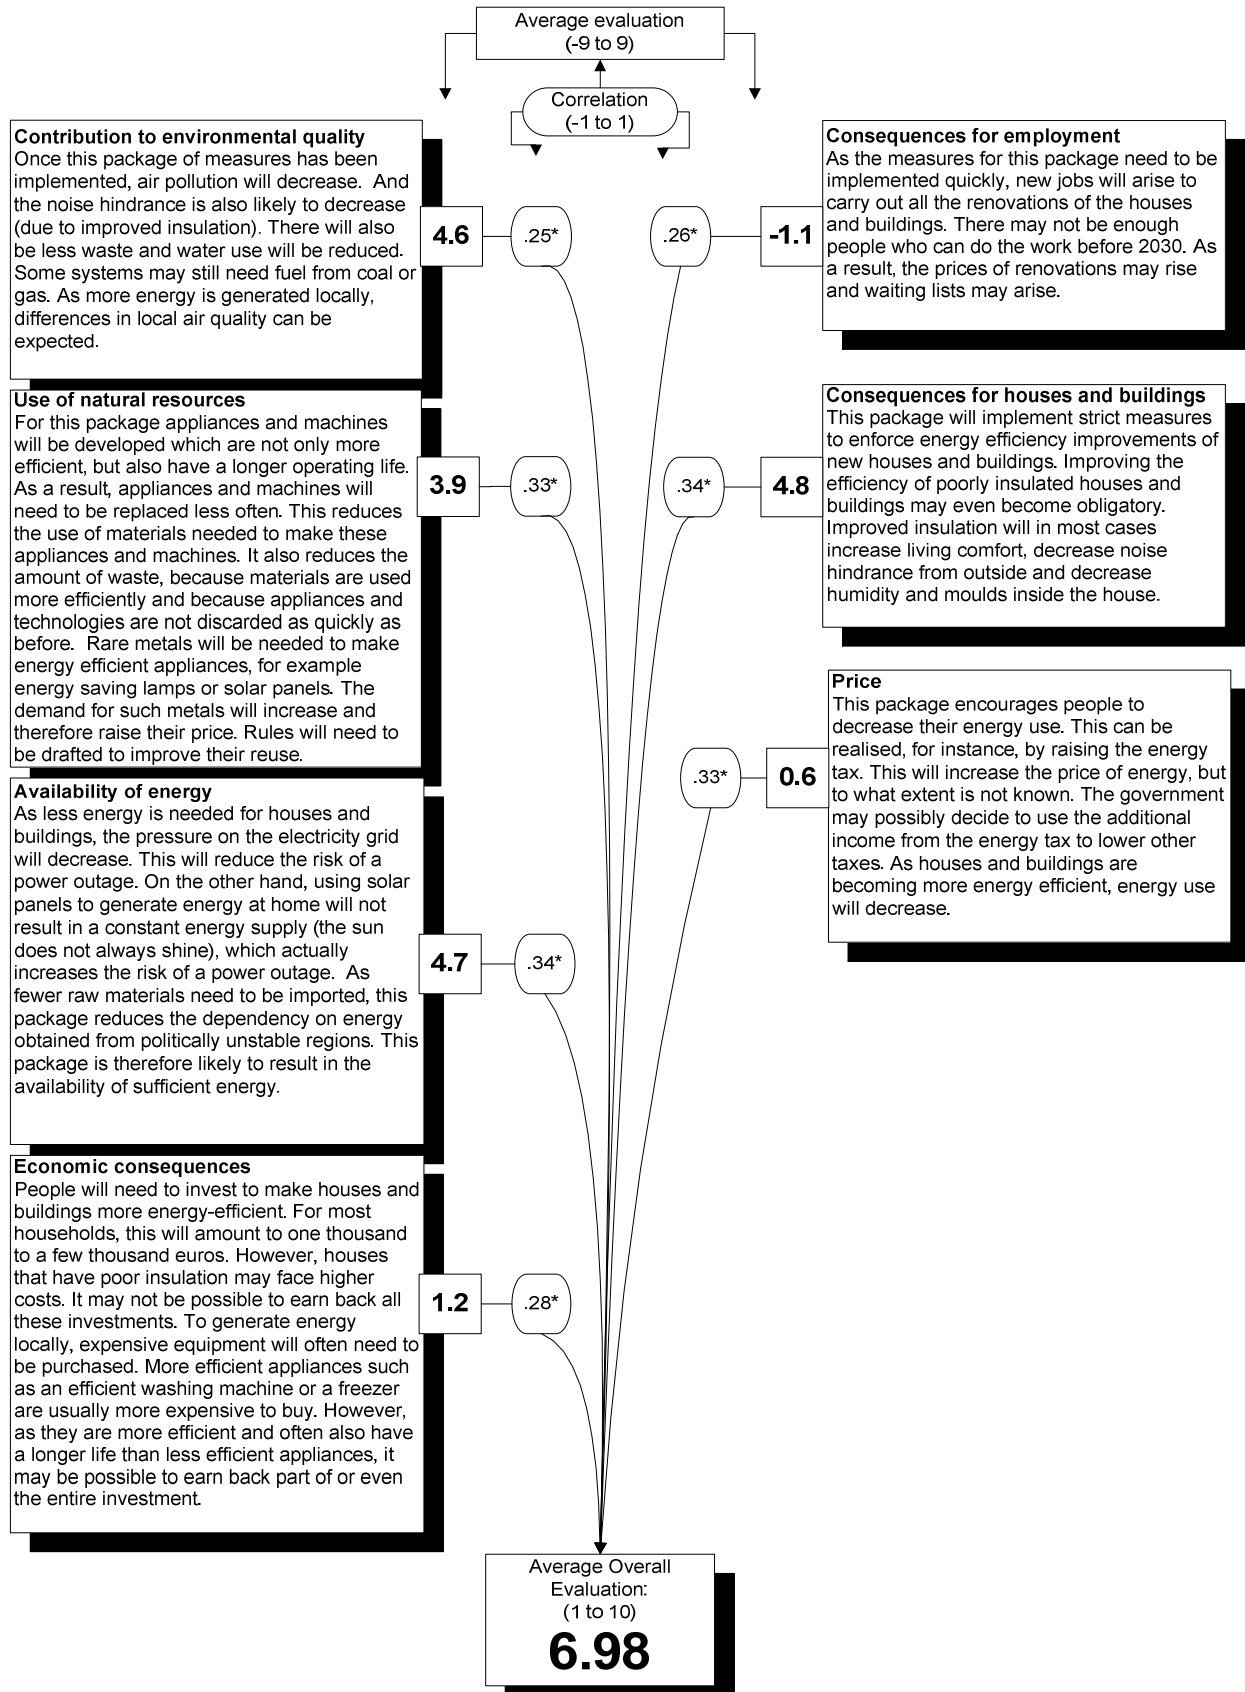 Average evaluation
(-9 to 9)
Correlation
(-1 to 1)
Contribution to environmental quality
Once this package of measures has been
implemented, air pollution will decrease. And
the noise hindrance is also likely to decrease
(due to improved insulation). There will also
be less waste and water use will be reduced.
Some systems may still need fuel from coal or
gas. As more energy is generated locally,
differences in local air quality can be
expected.
4.6
.25*
Use of natural resources
For this package appliances and machines
will be developed which are not only more
efficient, but also have a longer operating life.
As a result, appliances and machines will
need to be replaced less often. This reduces
the use of materials needed to make these
appliances and machines. It also reduces the
amount of waste, because materials are used
more efficiently and because appliances and
technologies are not discarded as quickly as
before. Rare metals will be needed to make
energy efficient appliances, for example
energy saving lamps or solar panels. The
demand for such metals will increase and
therefore raise their price. Rules will need to
be drafted to improve their reuse.
3.9
.33*
Availability of energy
As less energy is needed for houses and
buildings, the pressure on the electricity grid
will decrease. This will reduce the risk of a
power outage. On the other hand, using solar
panels to generate energy at home will not
result in a constant energy supply (the sun
does not always shine), which actually
increases the risk of a power outage. As
fewer raw materials need to be imported, this
package reduces the dependency on energy
obtained from politically unstable regions. This
package is therefore likely to result in the
availability of sufficient energy.
4.7
.34*
Economic consequences
People will need to invest to make houses and
buildings more energy-efficient. For most
households, this will amount to one thousand
to a few thousand euros. However, houses
that have poor insulation may face higher
costs. It may not be possible to earn back all
these investments. To generate energy
locally, expensive equipment will often need to
be purchased. More efficient appliances such
as an efficient washing machine or a freezer
are usually more expensive to buy. However,
as they are more efficient and often also have
a longer life than less efficient appliances, it
may be possible to earn back part of or even
the entire investment.
1.2
.28*
Consequences for employment
As the measures for this package need to be
implemented quickly, new jobs will arise to
carry out all the renovations of the houses
and buildings. There may not be enough
people who can do the work before 2030. As
a result, the prices of renovations may rise
and waiting lists may arise.
.26*
-1.1
Consequences for houses and buildings
This package will implement strict measures
to enforce energy efficiency improvements of
new houses and buildings. Improving the
efficiency of poorly insulated houses and
buildings may even become obligatory.
Improved insulation will in most cases
increase living comfort, decrease noise
hindrance from outside and decrease
humidity and moulds inside the house.
.34*
4.8
Price
This package encourages people to
decrease their energy use. This can be
realised, for instance, by raising the energy
tax. This will increase the price of energy, but
to what extent is not known. The government
may possibly decide to use the additional
income from the energy tax to lower other
taxes. As houses and buildings are
becoming more energy efficient, energy use
will decrease.
.33*
0.6
Average Overall
Evaluation:
(1 to 10)
6.98